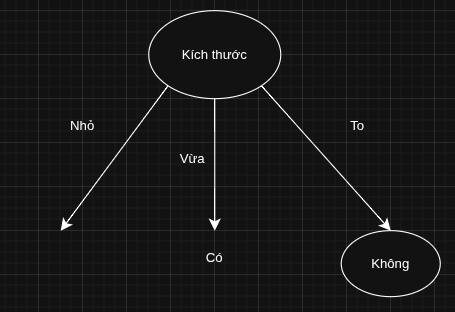 Kích thước
Nhỏ
To
Vừa
Có
Không